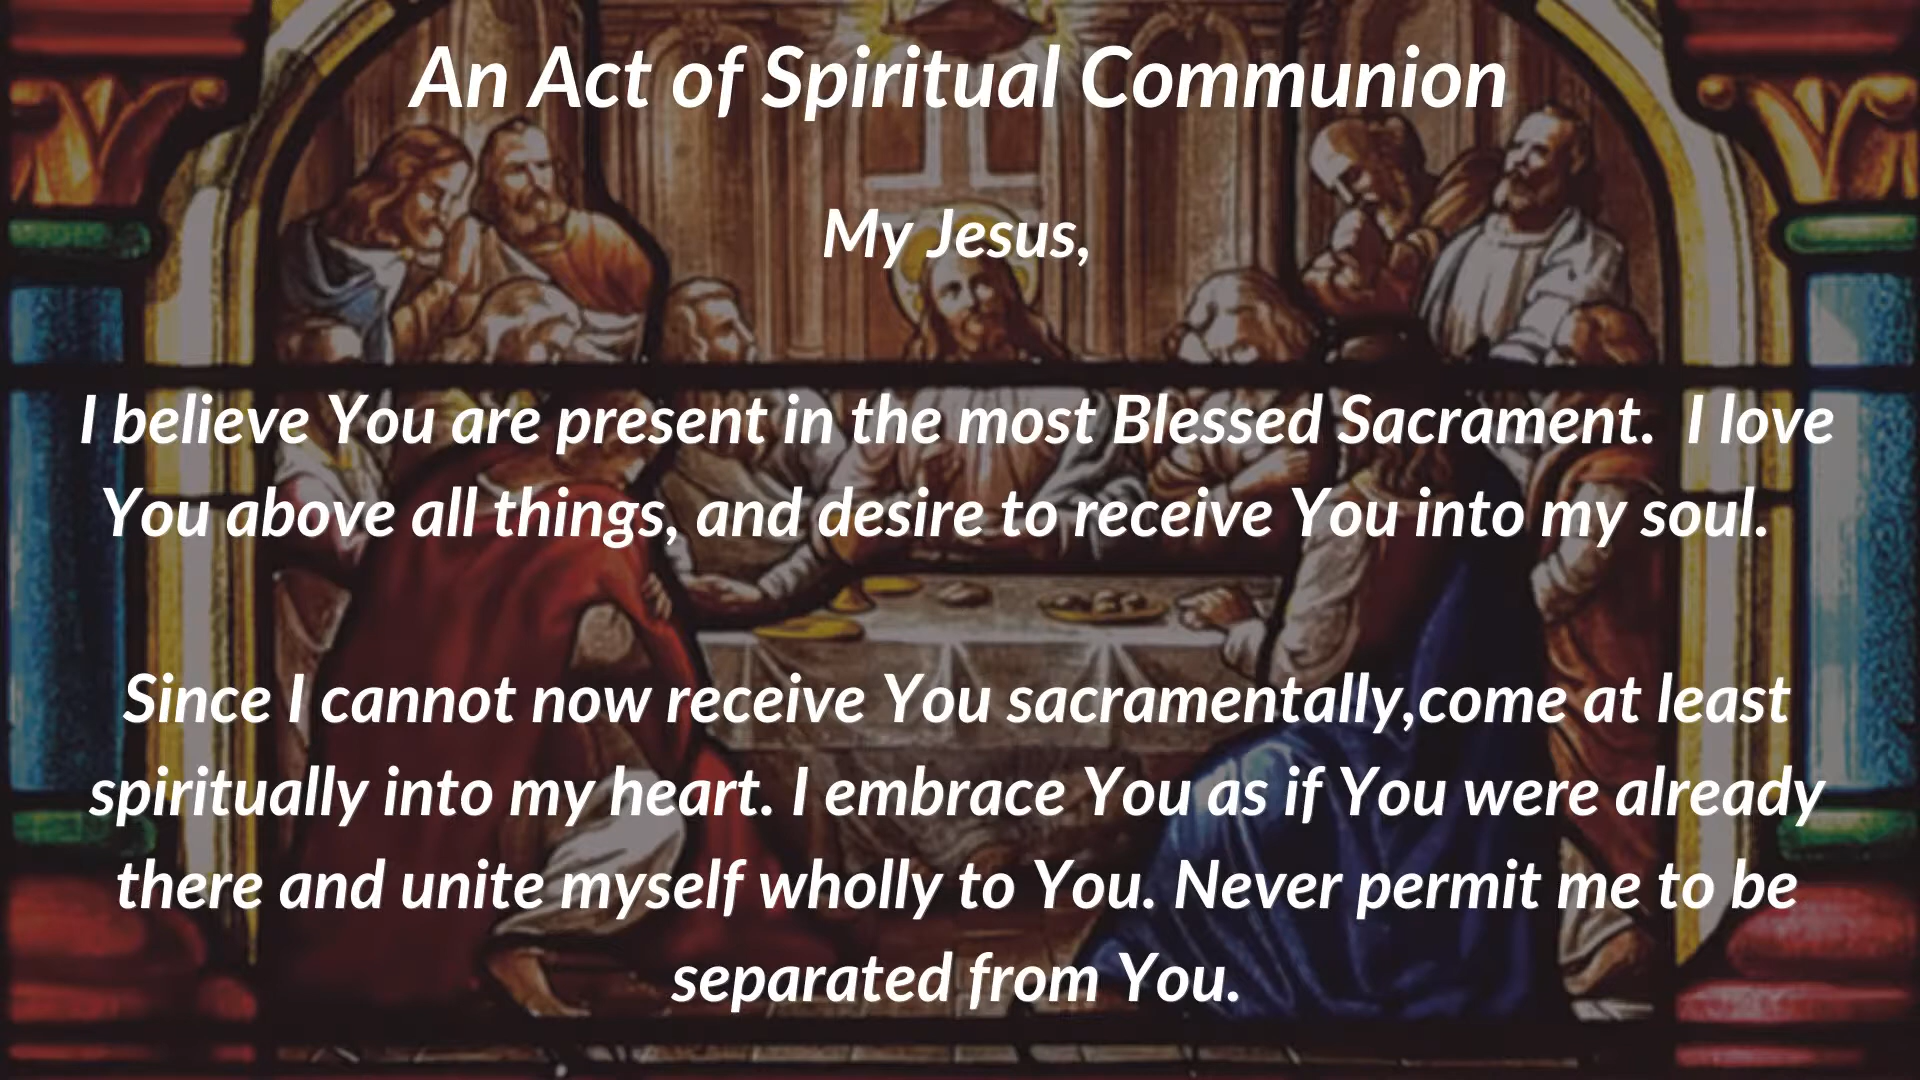 An Act of Spiritual Communion
My Jesus,
I believe You are present in the most Blessed Sacrament.  I love
You above all things, and desire to receive You into my soul.
Since I cannot now receive You sacramentally,come at least
spiritually into my heart. I embrace You as if You were already
there and unite myself wholly to You. Never permit me to be
separated from You.